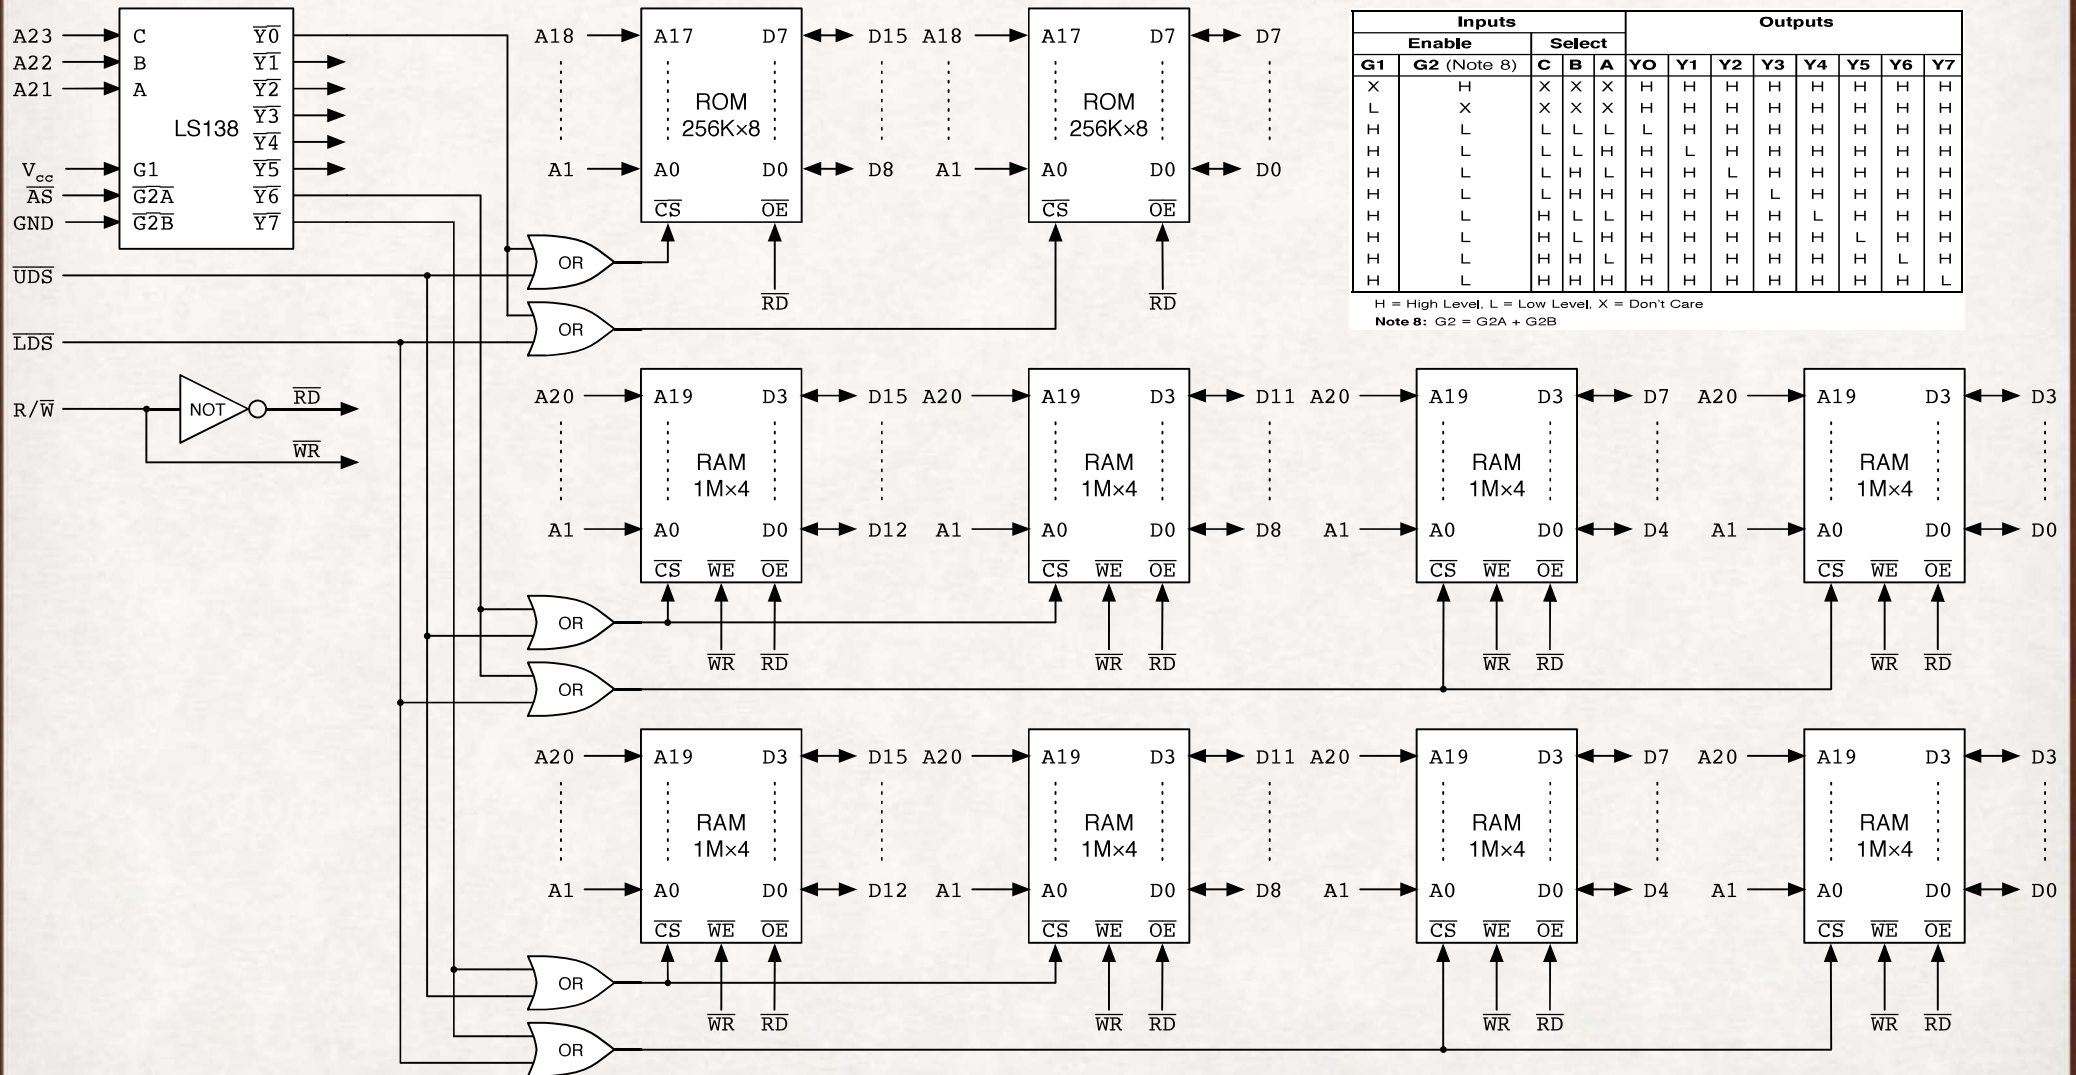 A23 C Y0
A22 B Y1
A21 A Y2
Y3
LS138
Y4
Vcc G1 Y5
AS G2A Y6
GND G2B Y7
UDS
LDS
R/W NOT RD
WR
A18 A17 D7 D15
ROM
256K×8
A1 A0 D0 D8
CS OE
RD
A18 A17 D7 D7
ROM
256K×8
A1 A0 D0 D0
CS OE
RD
OR
OR
Inputs Outputs
Enable Select
G1 G2 (Note 8) C B A Y0 Y1 Y2 Y3 Y4 Y5 Y6 Y7
X H X X X H H H H H H H H
L X X X X H H H H H H H H
H L L L L L H H H H H H H
H L L L H H L H H H H H H
H L L H L H H L H H H H H
H L L H H H H H L H H H H
H L H L L H H H H L H H H
H L H L H H H H H H L H H
H L H H L H H H H H H L H
H L H H H H H H H H H H L
H = High Level, L = Low Level, X = Don't Care
Note 8: G2 = G2A + G2B
A20 A19 D3 D15
RAM
1M×4
A1 A0 D0 D12
CS WE OE
WR RD
A20 A19 D3 D11
RAM
1M×4
A1 A0 D0 D8
CS WE OE
WR RD
A20 A19 D3 D7
RAM
1M×4
A1 A0 D0 D4
CS WE OE
WR RD
A20 A19 D3 D3
RAM
1M×4
A1 A0 D0 D0
CS WE OE
WR RD
OR
OR
A20 A19 D3 D15
RAM
1M×4
A1 A0 D0 D12
CS WE OE
WR RD
A20 A19 D3 D11
RAM
1M×4
A1 A0 D0 D8
CS WE OE
WR RD
A20 A19 D3 D7
RAM
1M×4
A1 A0 D0 D4
CS WE OE
WR RD
A20 A19 D3 D3
RAM
1M×4
A1 A0 D0 D0
CS WE OE
WR RD
OR
OR